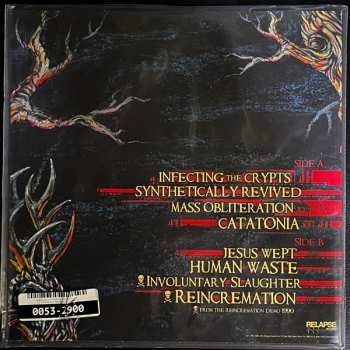 SIDE A
INFECTING THE CRYPTS
SYNTHETICALLY REVIVED
MASS OBLITERATION
CATATONIA
SIDE B
JESUS WEPT
HUMAN WASTE
INVOLUNTARY SLAUGHTER
REINCREMATION
FROM THE REINCREMATION DEMO 1990
0053-2900
RELAPSE